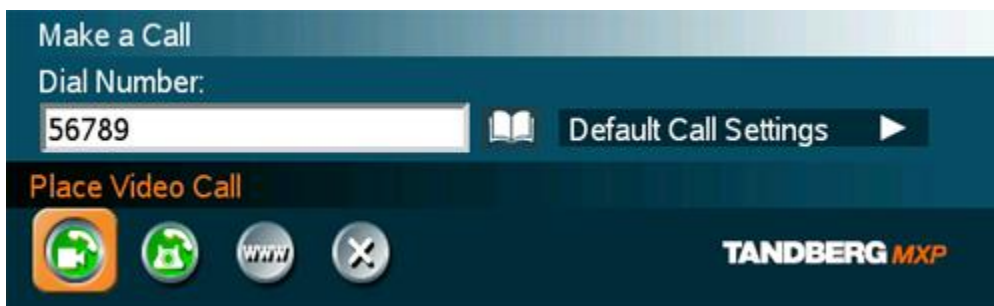 Make a Call
Dial Number:
56789
Default Call Settings
Place Video Call
www
TANDBERG MXP